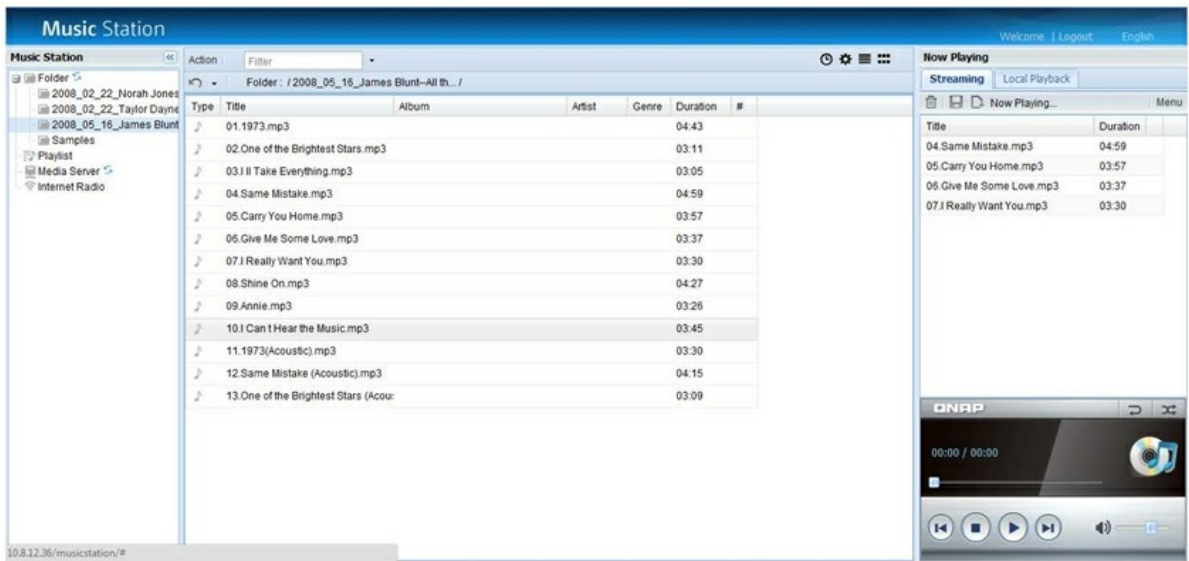 Music Station
Welcome | Logout English
Music Station
Folder
2008_02_22_Norah Jones
2008_02_22_Taylor Dayne
2008_05_16_James Blunt
Samples
Playlist
Media Server
Internet Radio
Action Filter
Folder : / 2008_05_16_James Blunt--All th... /
Type Title Album Artist Genre Duration #
01.1973.mp3 04:43
02.One of the Brightest Stars.mp3 03:11
03.I ll Take Everything.mp3 03:05
04.Same Mistake.mp3 04:59
05.Carry You Home.mp3 03:57
06.Give Me Some Love.mp3 03:37
07.I Really Want You.mp3 03:30
08.Shine On.mp3 04:27
09.Annie.mp3 03:26
10.I Can t Hear the Music.mp3 03:45
11.1973(Acoustic).mp3 03:30
12.Same Mistake (Acoustic).mp3 04:15
13.One of the Brightest Stars (Acou: 03:09
Now Playing
Streaming Local Playback
Now Playing... Menu
Title Duration
04.Same Mistake.mp3 04:59
05.Carry You Home.mp3 03:57
06.Give Me Some Love.mp3 03:37
07.I Really Want You.mp3 03:30
QNAP
00:00 / 00:00
10.8.12.36/musicstation/#